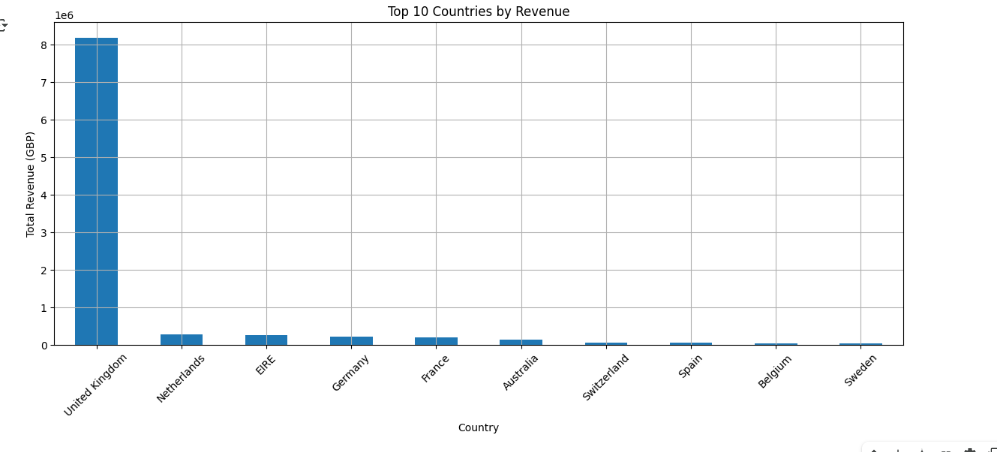 Top 10 Countries by Revenue
1e6
8
7
6
5
4
3
2
1
0
Total Revenue (GBP)
United Kingdom
Netherlands
EIRE
Germany
France
Australia
Switzerland
Spain
Belgium
Sweden
Country